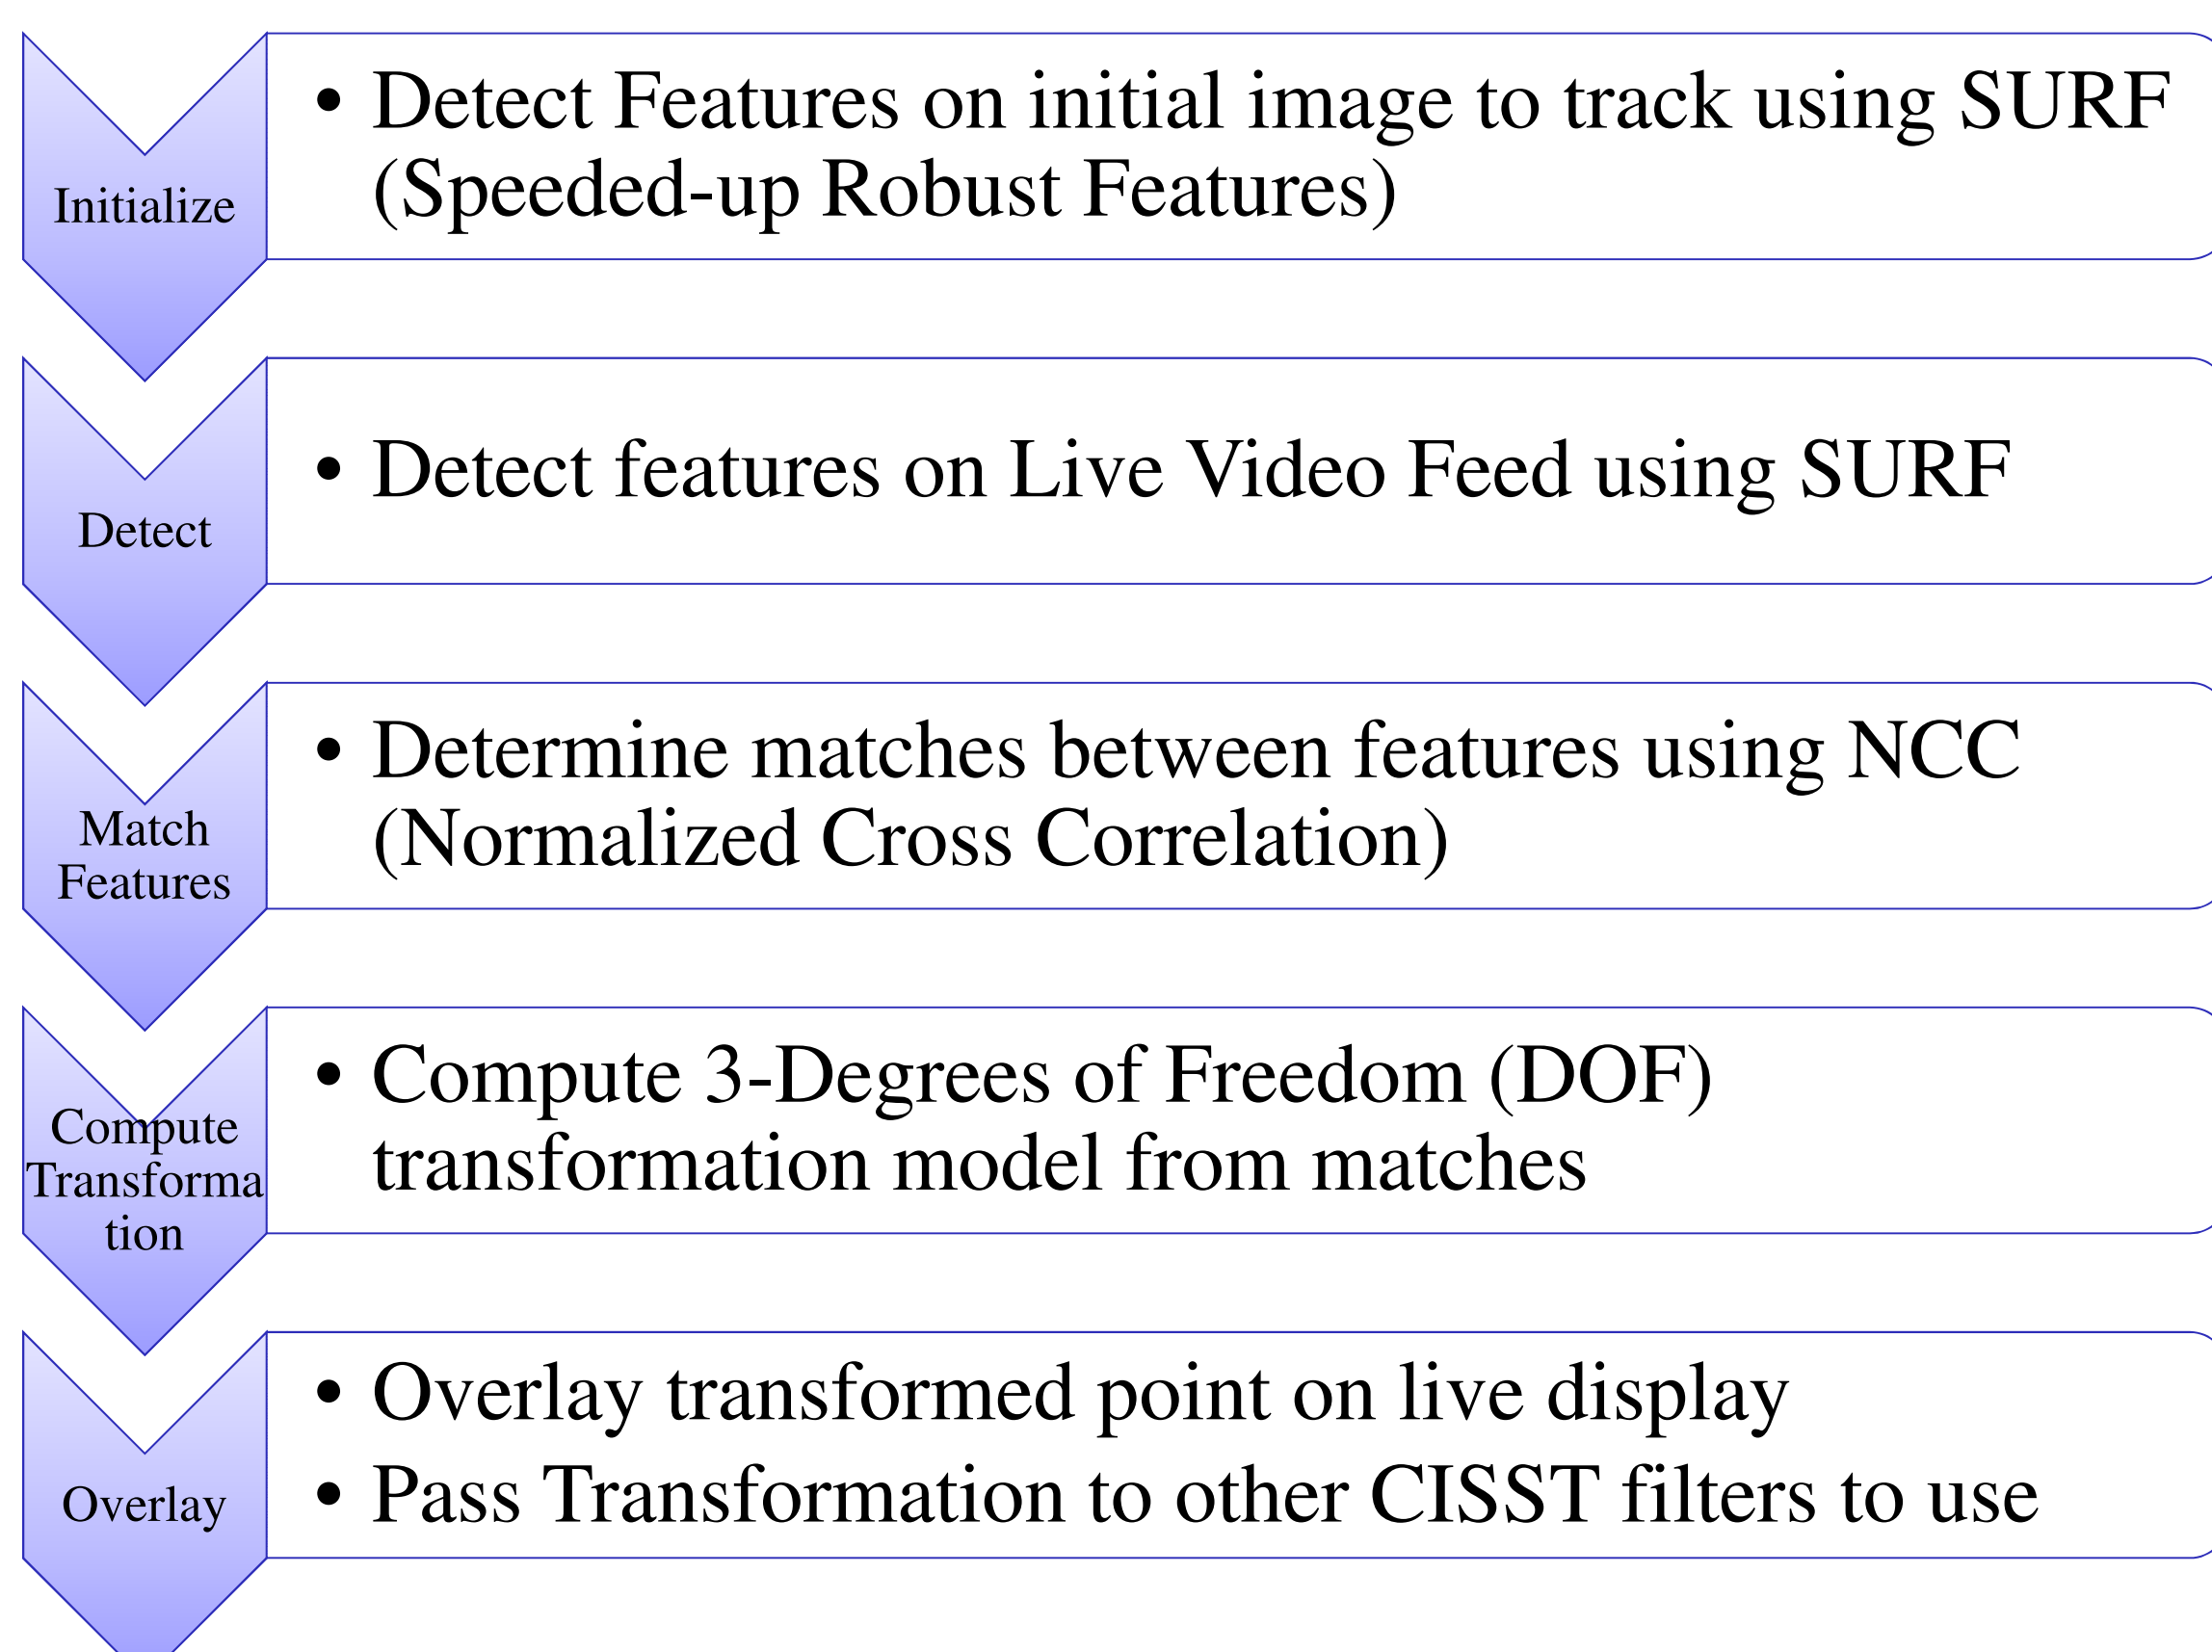 Initialize
• Detect Features on initial image to track using SURF
(Speeded-up Robust Features)
Detect
• Detect features on Live Video Feed using SURF
Match
Features
• Determine matches between features using NCC
(Normalized Cross Correlation)
Compute
Transforma
tion
• Compute 3-Degrees of Freedom (DOF)
transformation model from matches
Overlay
• Overlay transformed point on live display
• Pass Transformation to other CISST filters to use